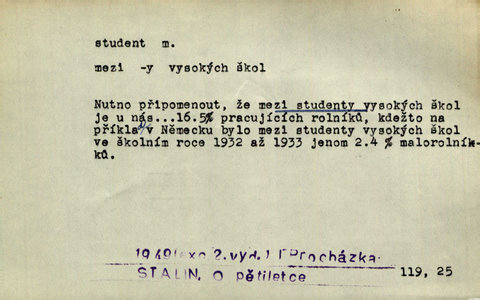 student m.
mezi -y vysokých škol
Nutno připomenout, že mezi studenty vysokých škol
je u nás...16.5% pracujících rolníků, kdežto na
příklad v Německu bylo mezi studenty vysokých škol
ve školním roce 1932 až 1933 jenom 2.4 % malorolní-
ků.
1949(exc 2.vyd.) Procházka
STALIN, O pětiletce
119, 25